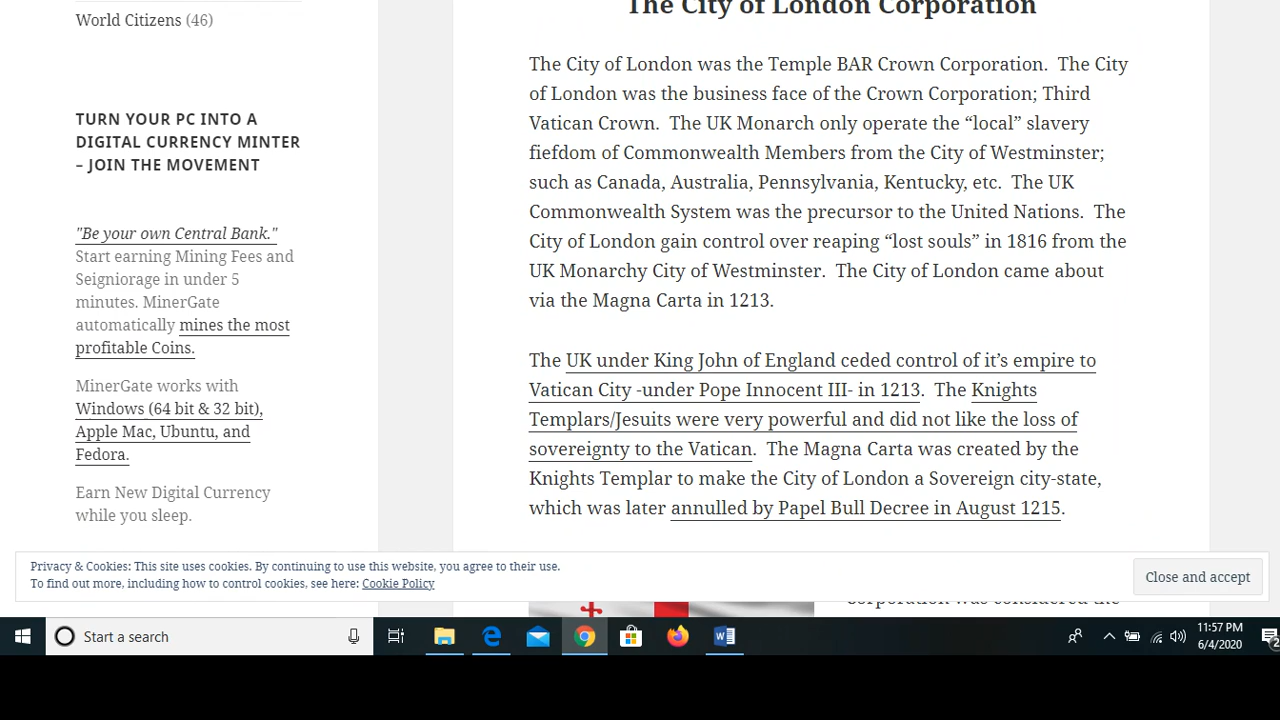 World Citizens (46)
TURN YOUR PC INTO A
DIGITAL CURRENCY MINTER
– JOIN THE MOVEMENT
"Be your own Central Bank."
Start earning Mining Fees and
Seigniorage in under 5
minutes. MinerGate
automatically mines the most
profitable Coins.
MinerGate works with
Windows (64 bit & 32 bit),
Apple Mac, Ubuntu, and
Fedora.
Earn New Digital Currency
while you sleep.
The City of London Corporation
The City of London was the Temple BAR Crown Corporation.  The City
of London was the business face of the Crown Corporation; Third
Vatican Crown.  The UK Monarch only operate the “local” slavery
fiefdom of Commonwealth Members from the City of Westminster;
such as Canada, Australia, Pennsylvania, Kentucky, etc.  The UK
Commonwealth System was the precursor to the United Nations.  The
City of London gain control over reaping “lost souls” in 1816 from the
UK Monarchy City of Westminster.  The City of London came about
via the Magna Carta in 1213.
The UK under King John of England ceded control of it’s empire to
Vatican City -under Pope Innocent III- in 1213.  The Knights
Templars/Jesuits were very powerful and did not like the loss of
sovereignty to the Vatican.  The Magna Carta was created by the
Knights Templar to make the City of London a Sovereign city-state,
which was later annulled by Papel Bull Decree in August 1215.
Corporation was considered the
Privacy & Cookies: This site uses cookies. By continuing to use this website, you agree to their use.
To find out more, including how to control cookies, see here: Cookie Policy
Close and accept
Start a search
11:57 PM
6/4/2020
2